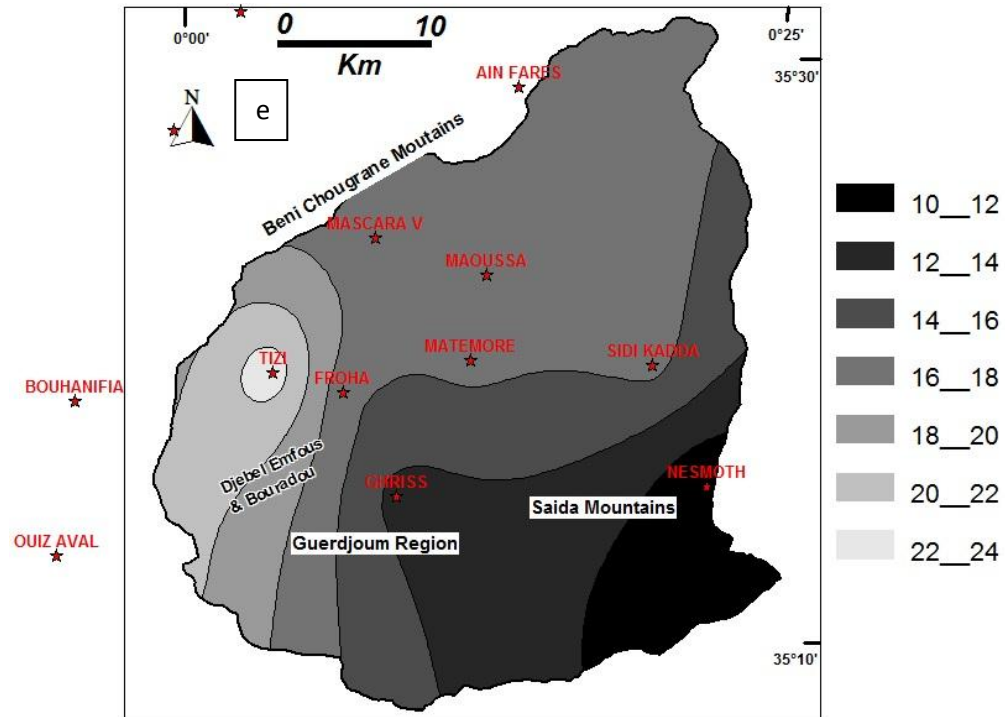 0°00'
0 10
Km
0°25'
35°30'
AIN FARES
N
e
Beni Chougrane Moutains
MASCARA V
MAOUSSA
TIZI
FROHA
MATEMORE
SIDI KADDA
BOUHANIFIA
Djebel Emfous
& Bouradou
GHRISS
NESMOTH
Saida Mountains
Guerdjoum Region
OUIZ AVAL
35°10'
10__12
12__14
14__16
16__18
18__20
20__22
22__24